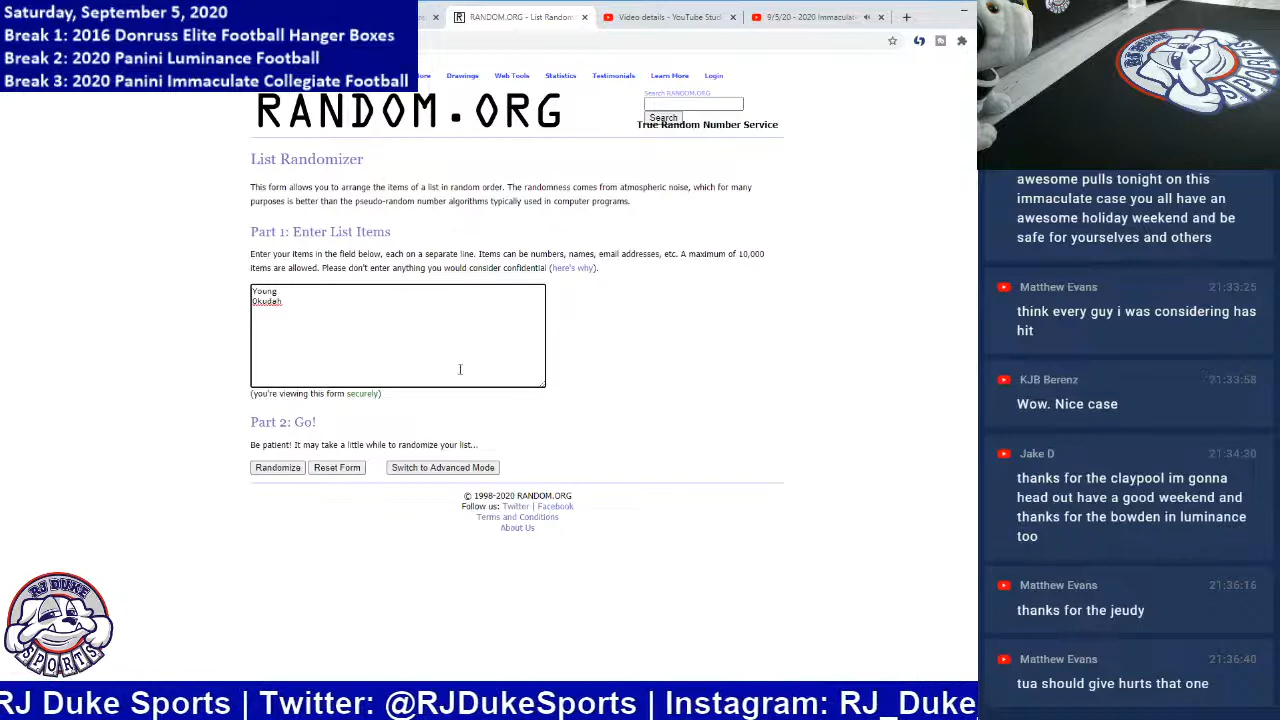 Saturday, September 5, 2020
Break 1: 2016 Donruss Elite Football Hanger Boxes
Break 2: 2020 Panini Luminance Football
Break 3: 2020 Panini Immaculate Collegiate Football
RANDOM.ORG - List Random
Video details - YouTube Studi
9/5/20 - 2020 Immaculat
Drawings
Web Tools
Statistics
Testimonials
Learn More
Login
RANDOM.ORG
Search RANDOM.ORG
Search
True Random Number Service
List Randomizer
This form allows you to arrange the items of a list in random order. The randomness comes from atmospheric noise, which for many
purposes is better than the pseudo-random number algorithms typically used in computer programs.
Part 1: Enter List Items
Enter your items in the field below, each on a separate line. Items can be numbers, names, email addresses, etc. A maximum of 10,000
items are allowed. Please don't enter anything you would consider confidential (here's why).
Young
Okudah
(you're viewing this form securely)
Part 2: Go!
Be patient! It may take a little while to randomize your list...
Randomize
Reset Form
Switch to Advanced Mode
© 1998-2020 RANDOM.ORG
Follow us: Twitter | Facebook
Terms and Conditions
About Us
awesome pulls tonight on this
immaculate case you all have an
awesome holiday weekend and be
safe for yourselves and others
Matthew Evans 21:33:25
think every guy i was considering has
hit
KJB Berenz 21:33:58
Wow. Nice case
Jake D 21:34:30
thanks for the claypool im gonna
head out have a good weekend and
thanks for the bowden in luminance
too
Matthew Evans 21:36:16
thanks for the jeudy
Matthew Evans 21:36:40
tua should give hurts that one
RJ DUKE
SPORTS
RJ Duke Sports | Twitter: @RJDukeSports | Instagram: RJ_Duke